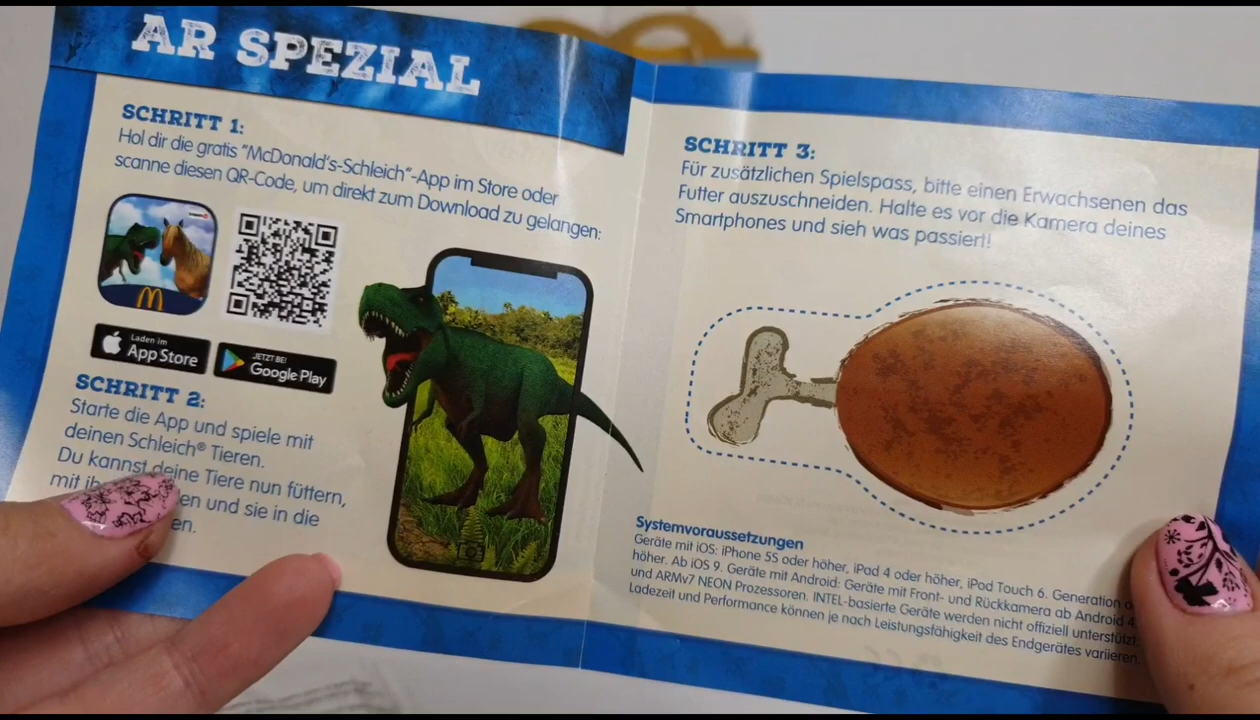 AR SPEZIAL
SCHRITT 1:
Hol dir die gratis "McDonald's-Schleich"-App im Store oder
scanne diesen QR-Code, um direkt zum Download zu gelangen:
Laden im
App Store
JETZT BEI
Google Play
SCHRITT 2:
Starte die App und spiele mit
deinen Schleich® Tieren.
Du kannst deine Tiere nun füttern,
mit en und sie in die
en.
SCHRITT 3:
Für zusätzlichen Spielspass, bitte einen Erwachsenen das
Futter auszuschneiden. Halte es vor die Kamera deines
Smartphones und sieh was passiert!
Systemvoraussetzungen
Geräte mit iOS: iPhone 5S oder höher, iPad 4 oder höher, iPod Touch 6. Generation
höher. Ab iOS 9. Geräte mit Android: Geräte mit Front- und Rückkamera ab Android 4.
und ARMv7 NEON Prozessoren. INTEL-basierte Geräte werden nicht offiziell unterstützt.
Ladezeit und Performance können je nach Leistungsfähigkeit des Endgerätes variieren.